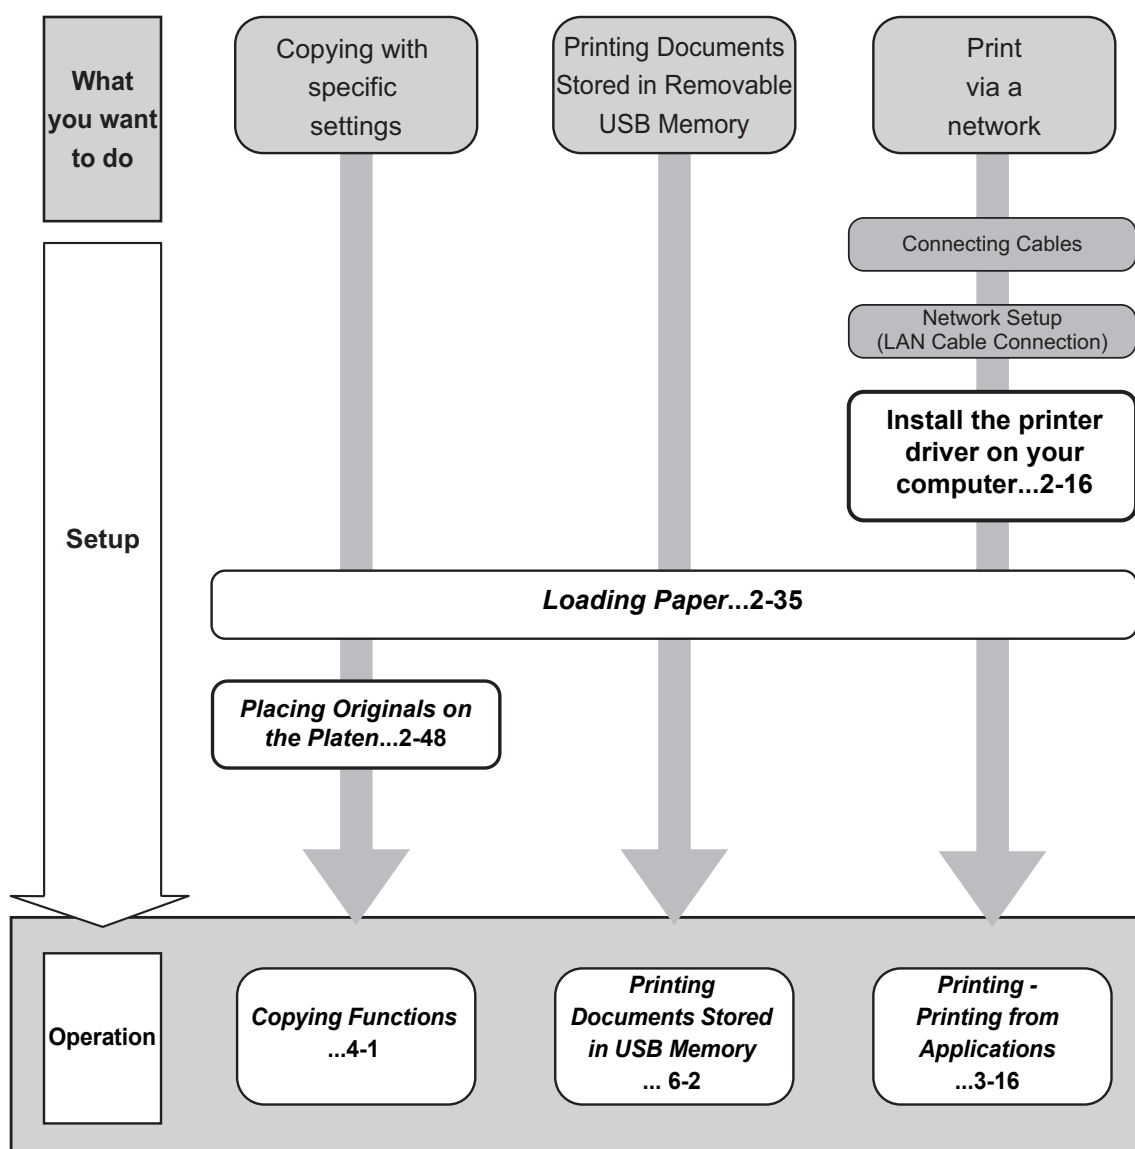 What
you want
to do
Copying with
specific
settings
Printing Documents
Stored in Removable
USB Memory
Print
via a
network
Connecting Cables
Network Setup
(LAN Cable Connection)
Install the printer
driver on your
computer...2-16
Setup
Loading Paper...2-35
Placing Originals on
the Platen...2-48
Operation
Copying Functions
...4-1
Printing
Documents Stored
in USB Memory
... 6-2
Printing -
Printing from
Applications
...3-16